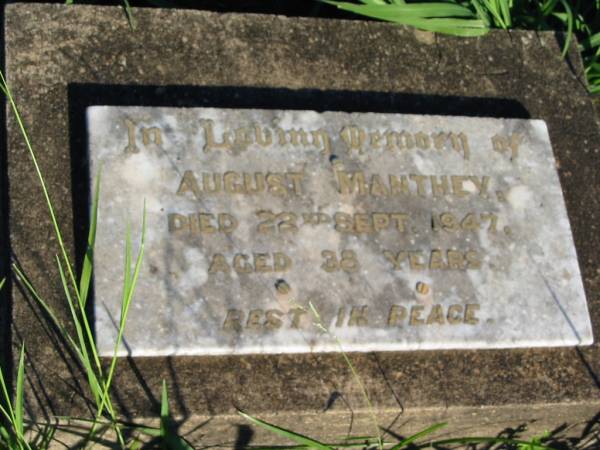 In Loving Memory of
AUGUST MANTHEY,
DIED 22ND SEPT. 1947,
AGED 38 YEARS
REST IN PEACE.